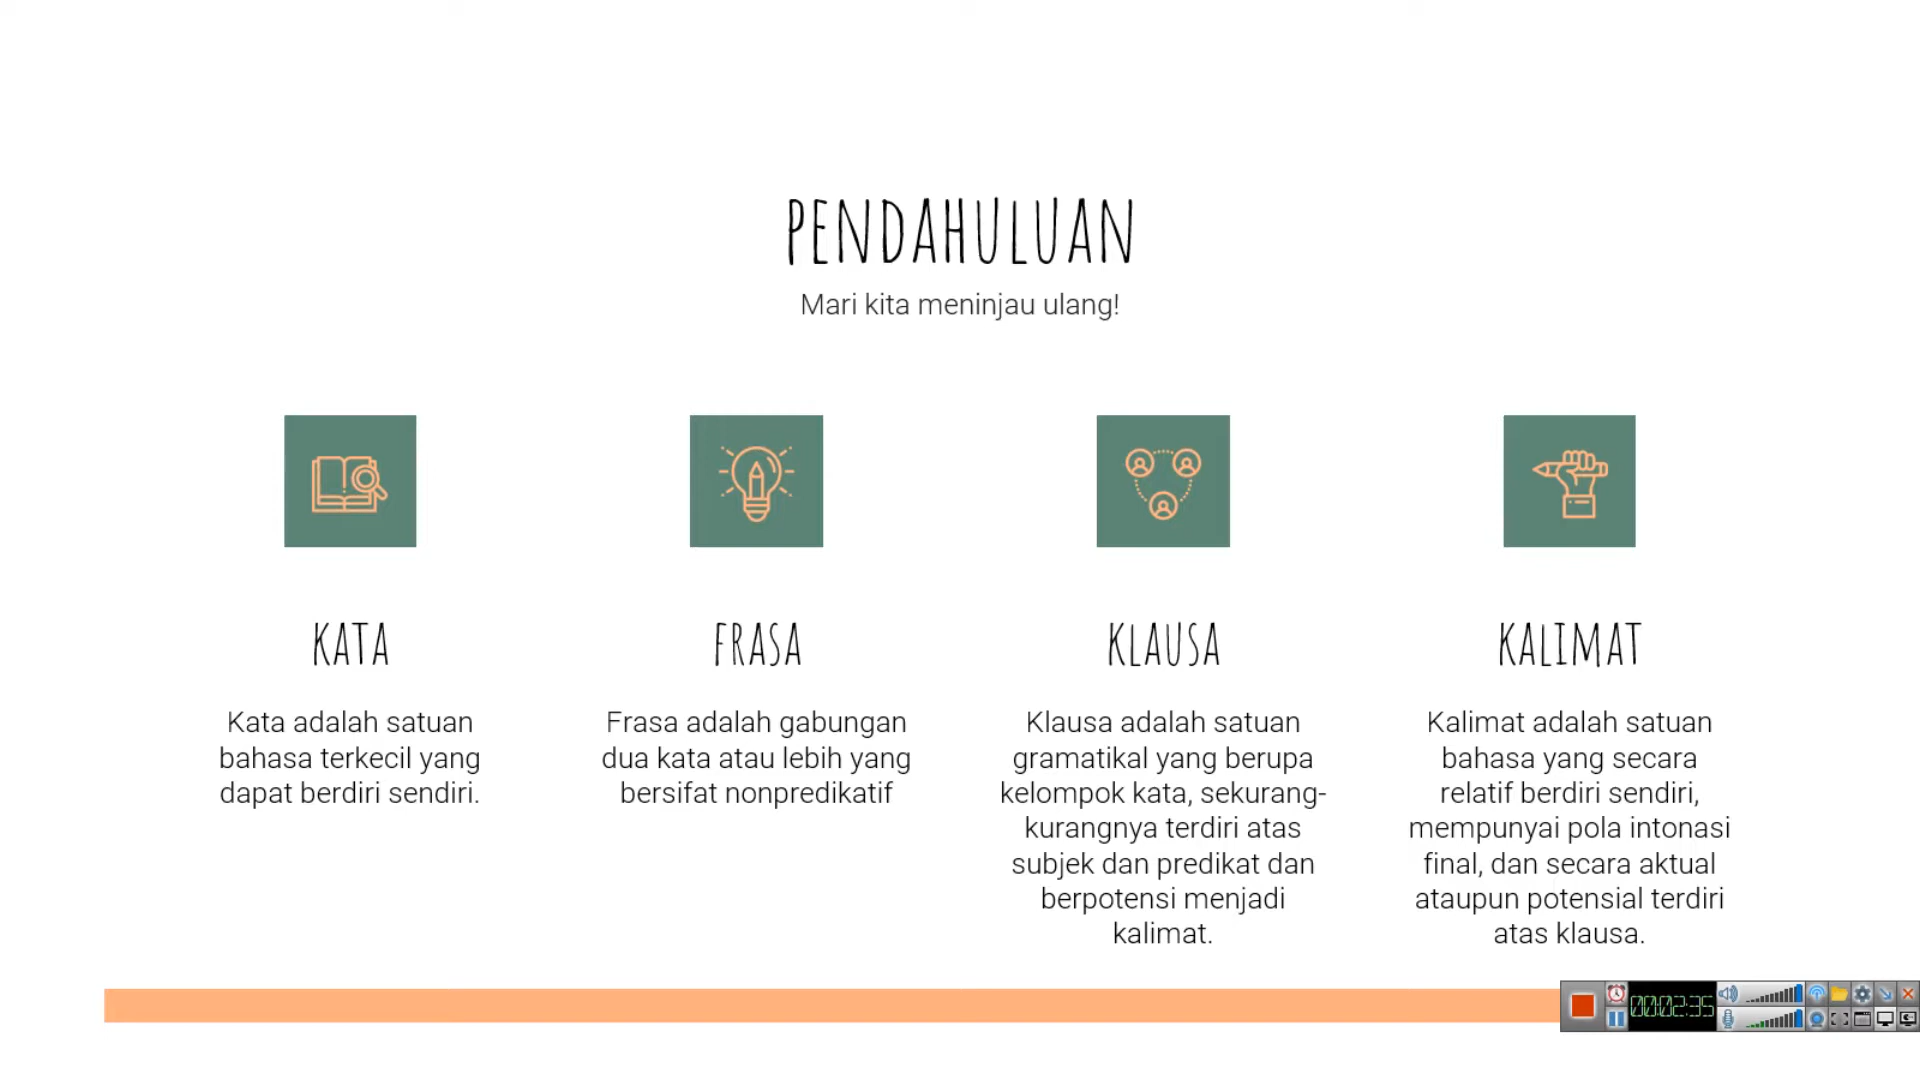 PENDAHULUAN
Mari kita meninjau ulang!
KATA
Kata adalah satuan
bahasa terkecil yang
dapat berdiri sendiri.
FRASA
Frasa adalah gabungan
dua kata atau lebih yang
bersifat nonpredikatif
KLAUSA
Klausa adalah satuan
gramatikal yang berupa
kelompok kata, sekurang-
kurangnya terdiri atas
subjek dan predikat dan
berpotensi menjadi
kalimat.
KALIMAT
Kalimat adalah satuan
bahasa yang secara
relatif berdiri sendiri,
mempunyai pola intonasi
final, dan secara aktual
ataupun potensial terdiri
atas klausa.
00:02:35